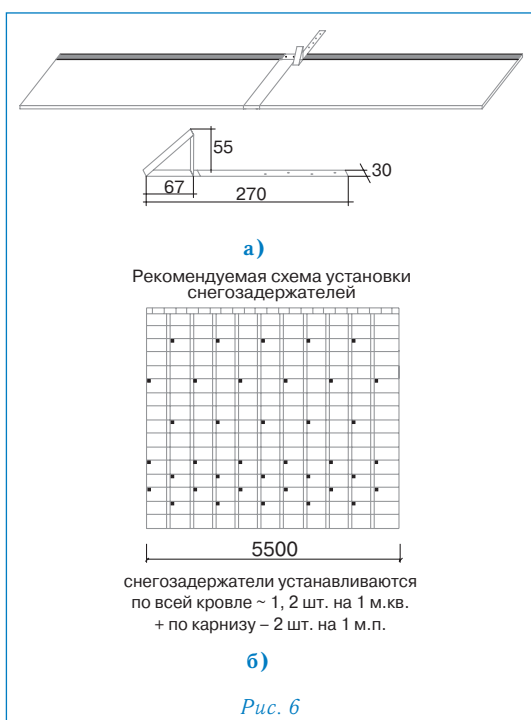 55
30
67
270
а)
Рекомендуемая схема установки
снегозадержателей
5500
снегозадержатели устанавливаются
по всей кровле ~ 1, 2 шт. на 1 м.кв.
+ по карнизу – 2 шт. на 1 м.п.
б)
Рис. 6